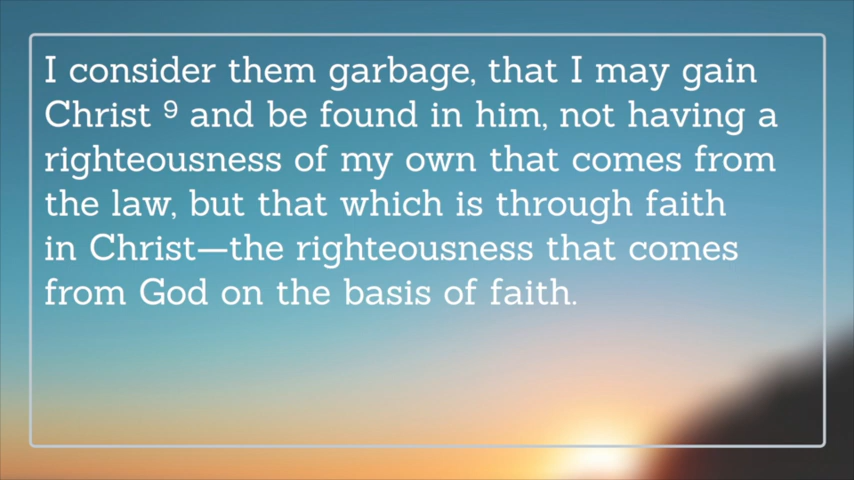 I consider them garbage, that I may gain
Christ ⁹ and be found in him, not having a
righteousness of my own that comes from
the law, but that which is through faith
in Christ—the righteousness that comes
from God on the basis of faith.